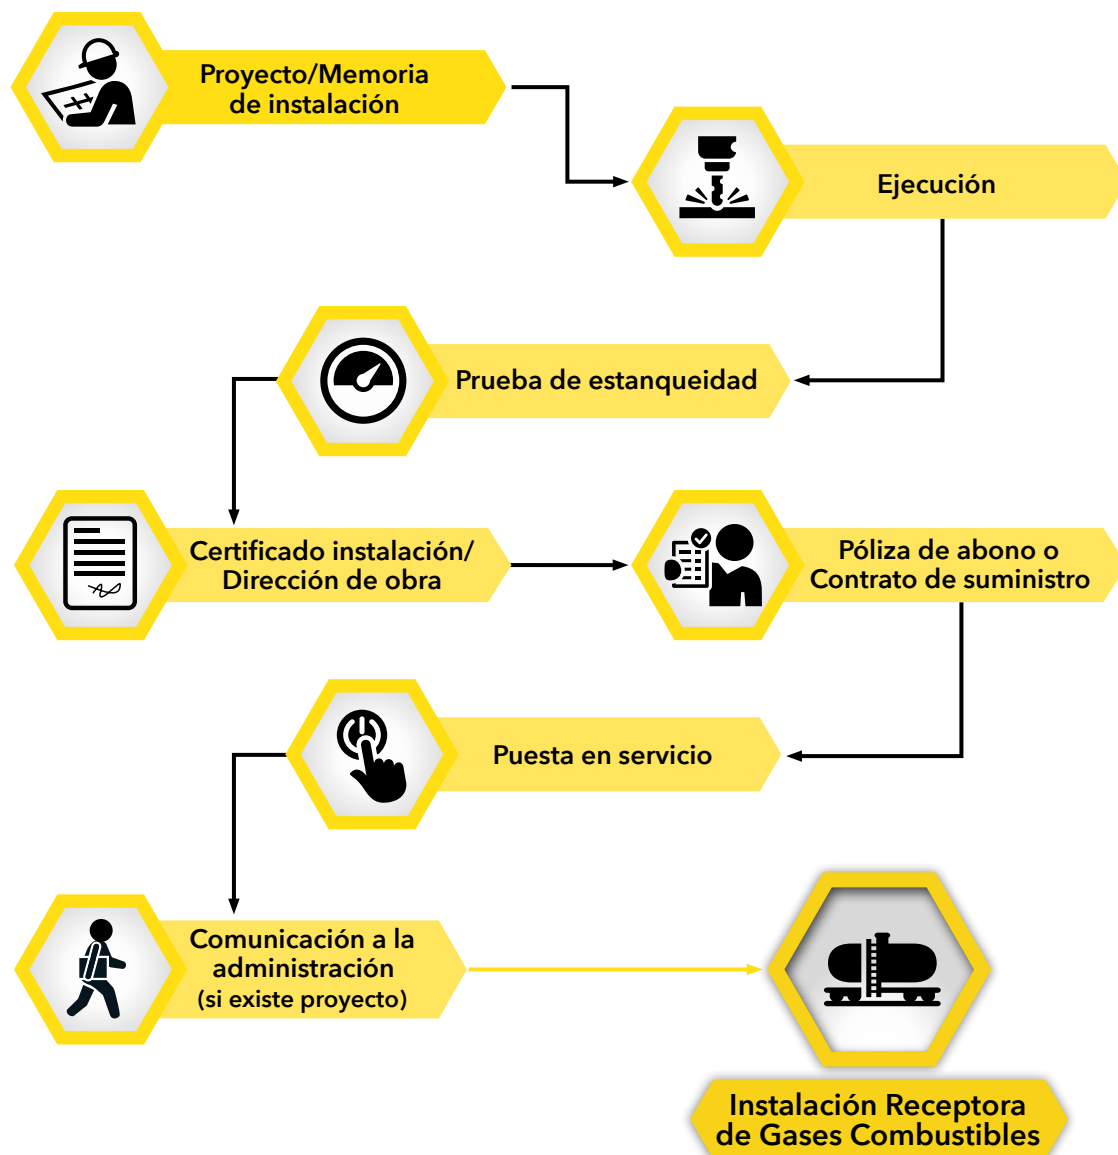 Proyecto/Memoria
de instalación
Ejecución
Prueba de estanqueidad
Certificado instalación/
Dirección de obra
Póliza de abono o
Contrato de suministro
Puesta en servicio
Comunicación a la
administración
(si existe proyecto)
Instalación Receptora
de Gases Combustibles